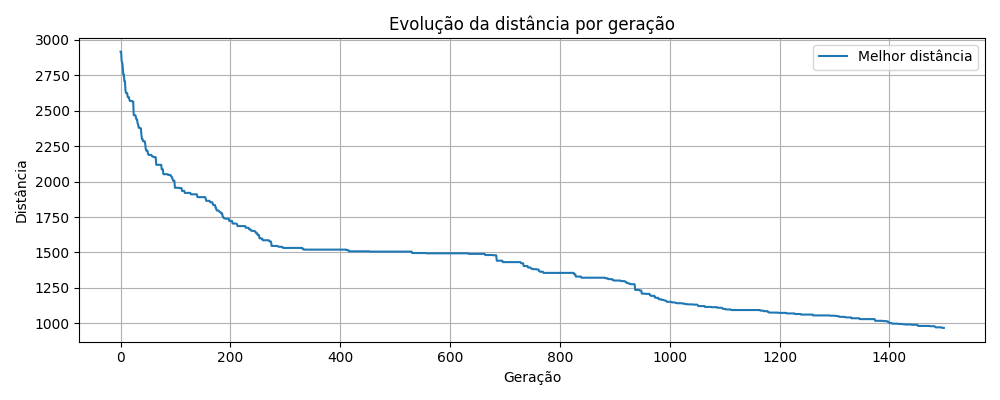 Evolução da distância por geração
Melhor distância
Distância
3000
2750
2500
2250
2000
1750
1500
1250
1000
0 200 400 600 800 1000 1200 1400
Geração